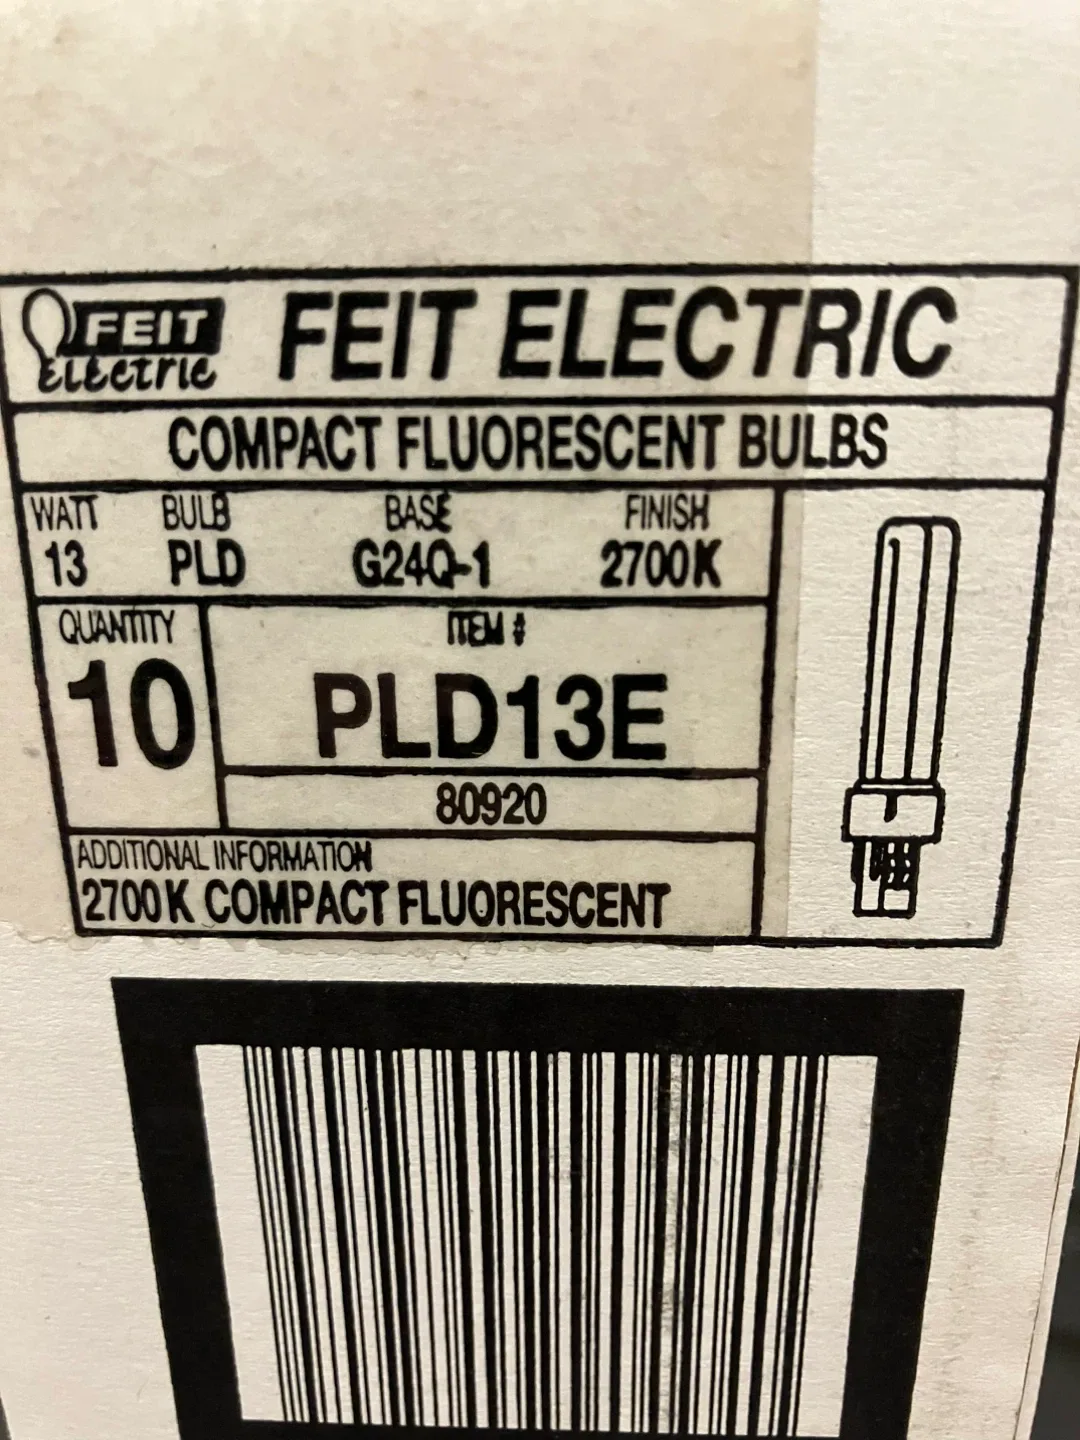 FEIT
Electric
FEIT ELECTRIC
COMPACT FLUORESCENT BULBS
WATT BULB BASE FINISH
13 PLD G24Q-1 2700K
QUANTITY ITEM #
10 PLD13E
80920
ADDITIONAL INFORMATION
2700K COMPACT FLUORESCENT